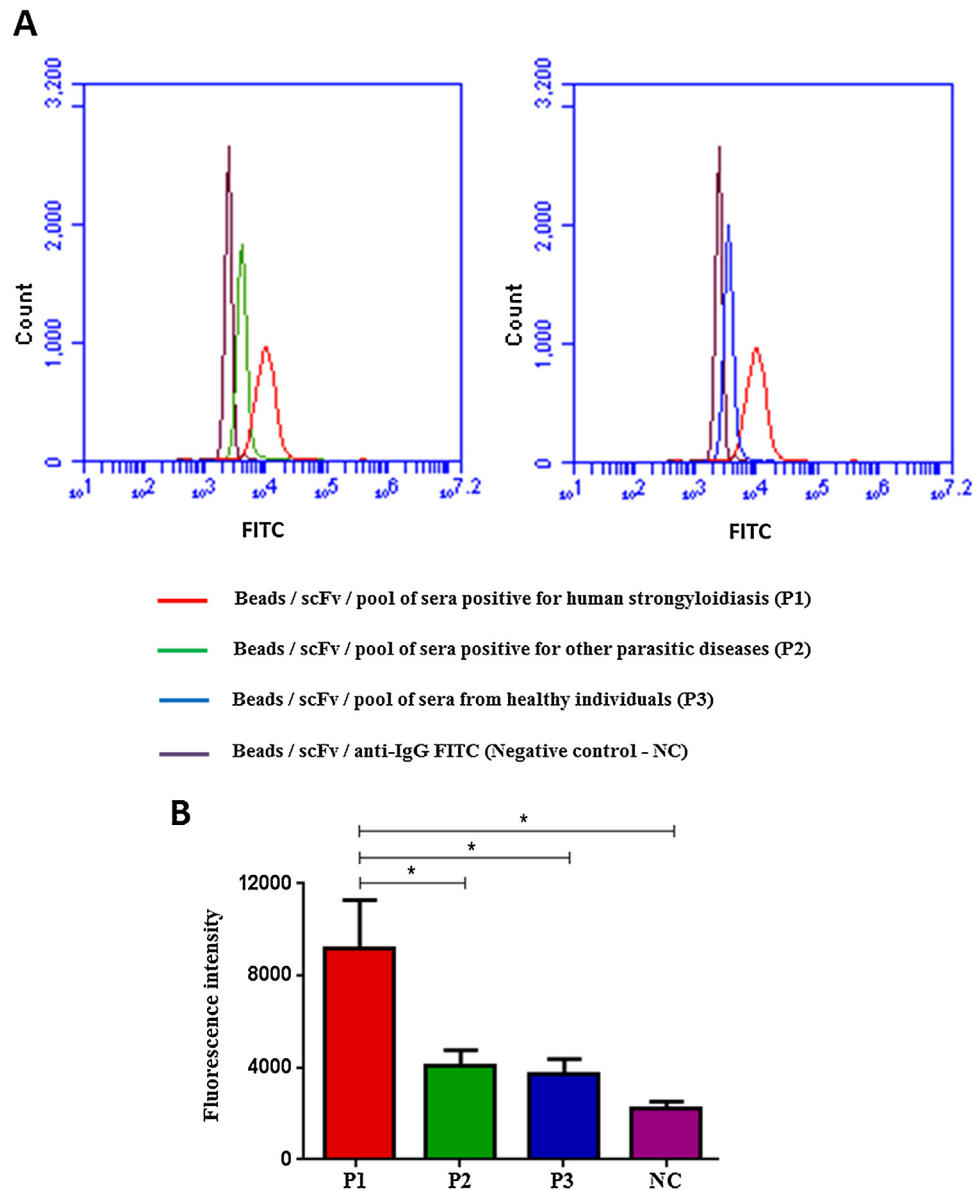 A
3,200
2,000
1,000
0
Count
10^1 10^2 10^3 10^4 10^5 10^6 10^7.2
FITC
3,200
2,000
1,000
0
Count
10^1 10^2 10^3 10^4 10^5 10^6 10^7.2
FITC
Beads / scFv / pool of sera positive for human strongyloidiasis (P1)
Beads / scFv / pool of sera positive for other parasitic diseases (P2)
Beads / scFv / pool of sera from healthy individuals (P3)
Beads / scFv / anti-IgG FITC (Negative control - NC)
B
*
*
*
12000
8000
4000
0
Fluorescence intensity
P1 P2 P3 NC